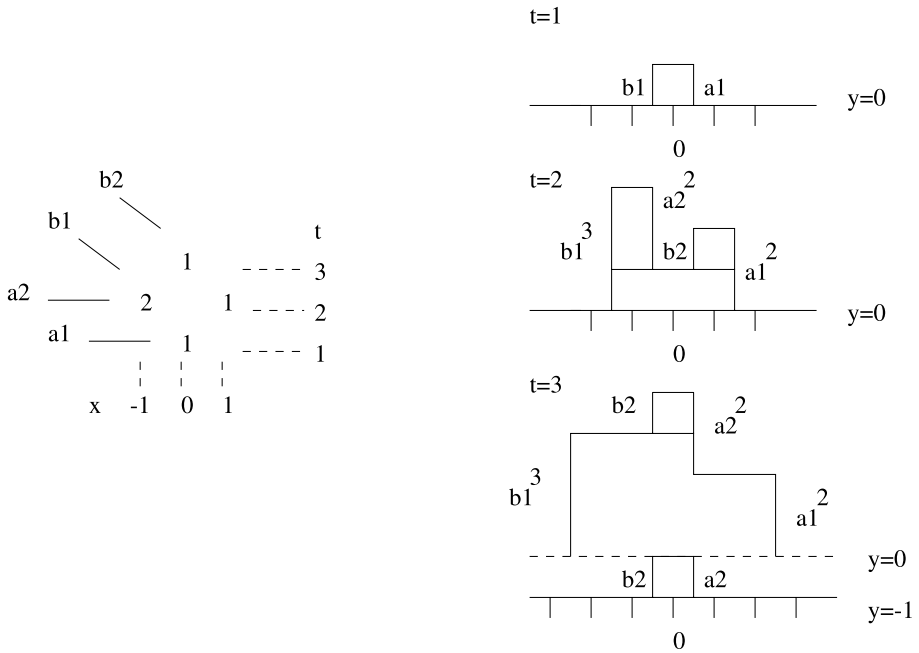 b2
b1
t
1
3
a2
2
1
2
a1
1
1
x -1 0 1
t=1
b1 a1
y=0
0
t=2
a2^2
b1^3 b2 a1^2
y=0
0
t=3
b2 a2^2
b1^3
a1^2
y=0
b2 a2
y=-1
0